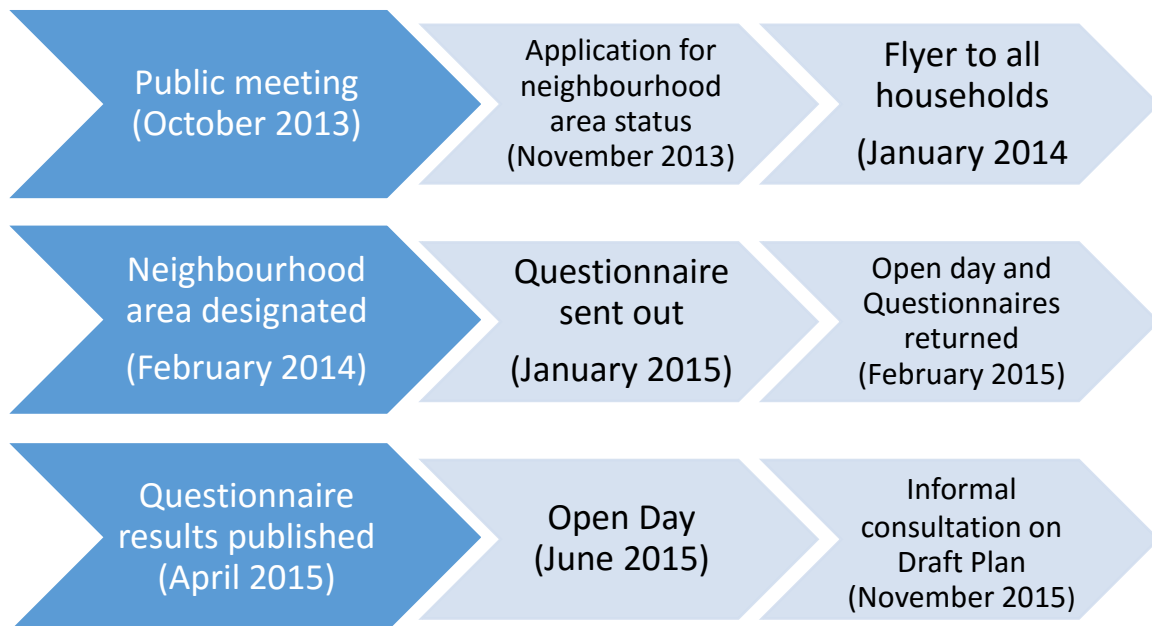 Public meeting
(October 2013)
Application for
neighbourhood
area status
(November 2013)
Flyer to all
households
(January 2014
Neighbourhood
area designated
(February 2014)
Questionnaire
sent out
(January 2015)
Open day and
Questionnaires
returned
(February 2015)
Questionnaire
results published
(April 2015)
Open Day
(June 2015)
Informal
consultation on
Draft Plan
(November 2015)